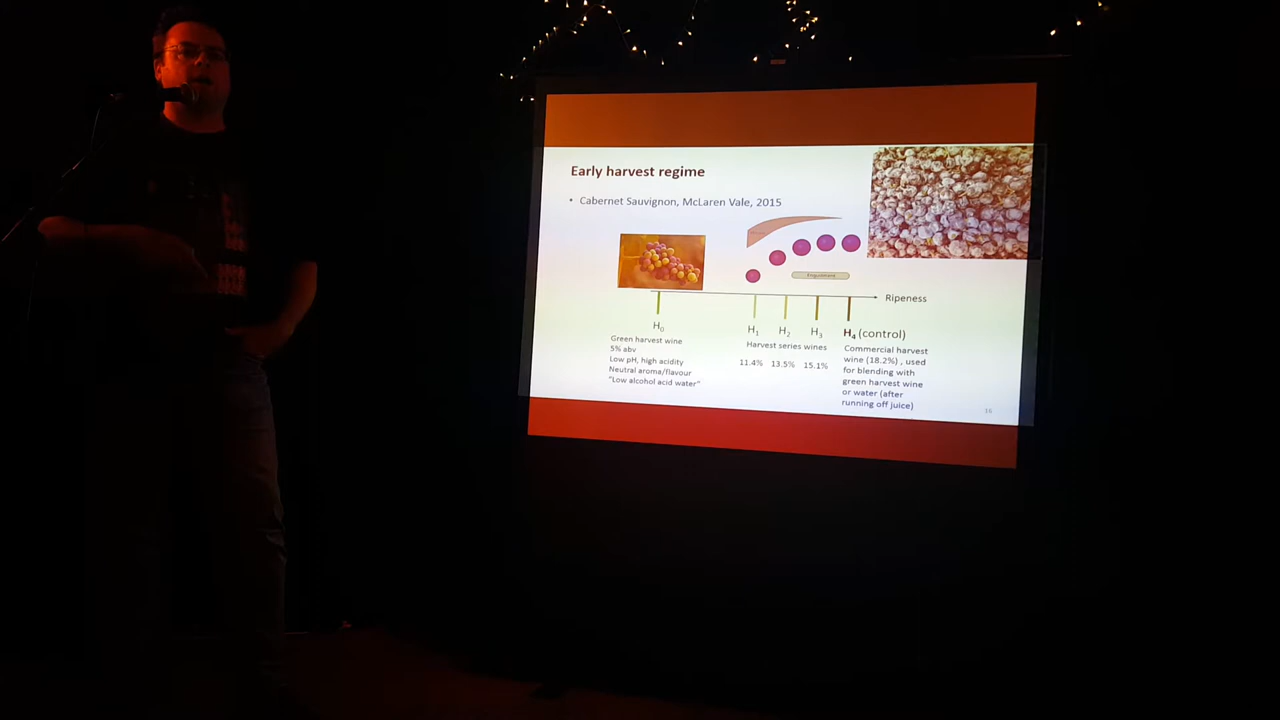 Early harvest regime
• Cabernet Sauvignon, McLaren Vale, 2015
Engustment
Ripeness
H0
Green harvest wine
5% abv
Low pH, high acidity
Neutral aroma/flavour
"Low alcohol acid water"
H1 H2 H3
Harvest series wines
11.4% 13.5% 15.1%
H4 (control)
Commercial harvest
wine (18.2%) , used
for blending with
green harvest wine
or water (after
running off juice)
16